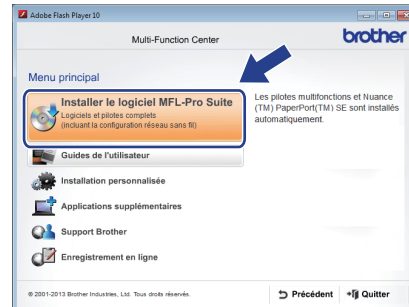 Adobe Flash Player 10
Multi-Function Center
brother
Menu principal
Installer le logiciel MFL-Pro Suite
Logiciels et pilotes complets
(incluant la configuration réseau sans fil)
Les pilotes multifonctions et Nuance
(TM) PaperPort(TM) SE sont installés
automatiquement.
Guides de l'utilisateur
Installation personnalisée
Applications supplémentaires
Support Brother
Enregistrement en ligne
© 2001-2013 Brother Industries, Ltd. Tous droits réservés.
Précédent
Quitter